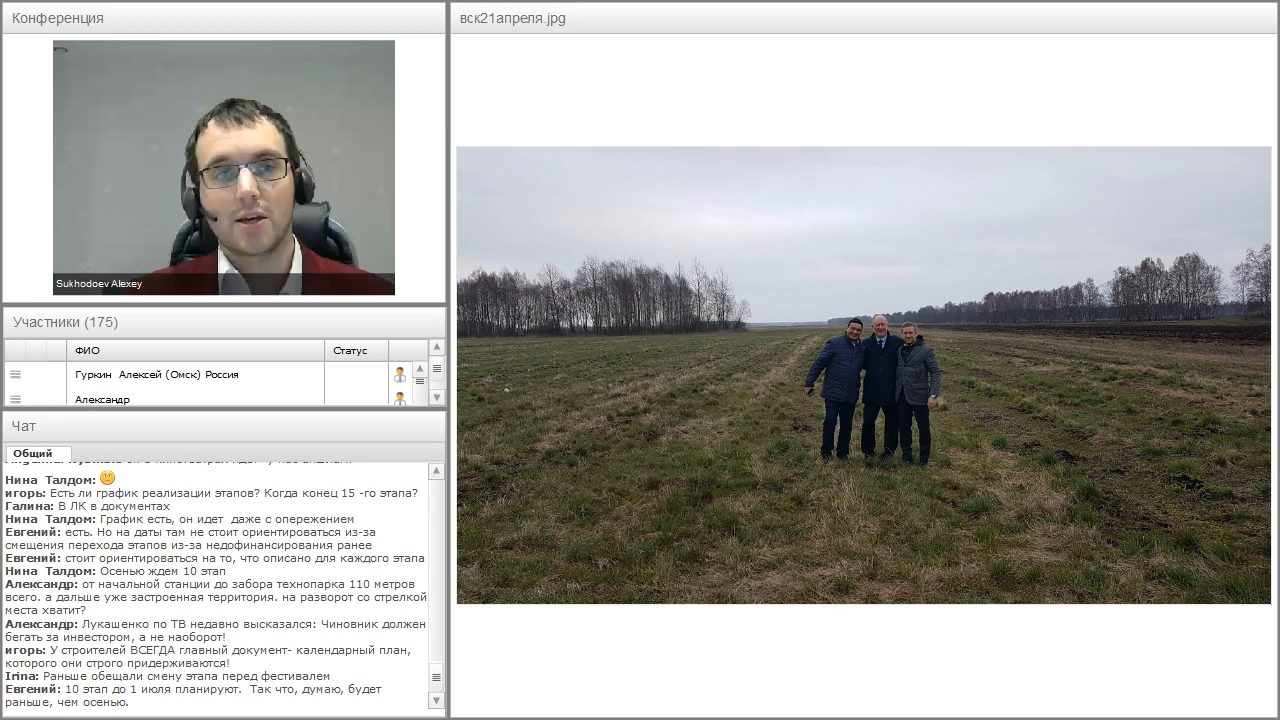 Конференция
Sukhodoev Alexey
Участники (175)
ФИО
Статус
Гуркин Алексей (Омск) Россия
Александр
Чат
Общий
Нина Талдом:
игорь: Есть ли график реализации этапов? Когда конец 15 -го этапа?
Галина: В ЛК в документах
Нина Талдом: График есть, он идет даже с опережением
Евгений: есть. Но на даты там не стоит ориентироваться из-за
смещения перехода этапов из-за недофинансирования ранее
Евгений: стоит ориентироваться на то, что описано для каждого этапа
Нина Талдом: Осенью ждем 10 этап
Александр: от начальной станции до забора технопарка 110 метров
всего. а дальше уже застроенная территория. на разворот со стрелкой
места хватит?
Александр: Лукашенко по ТВ недавно высказался: Чиновник должен
бегать за инвестором, а не наоборот!
игорь: У строителей ВСЕГДА главный документ- календарный план,
которого они строго придерживаются!
Irina: Раньше обещали смену этапа перед фестивалем
Евгений: 10 этап до 1 июля планируют. Так что, думаю, будет
раньше, чем осенью.
вск21апреля.jpg